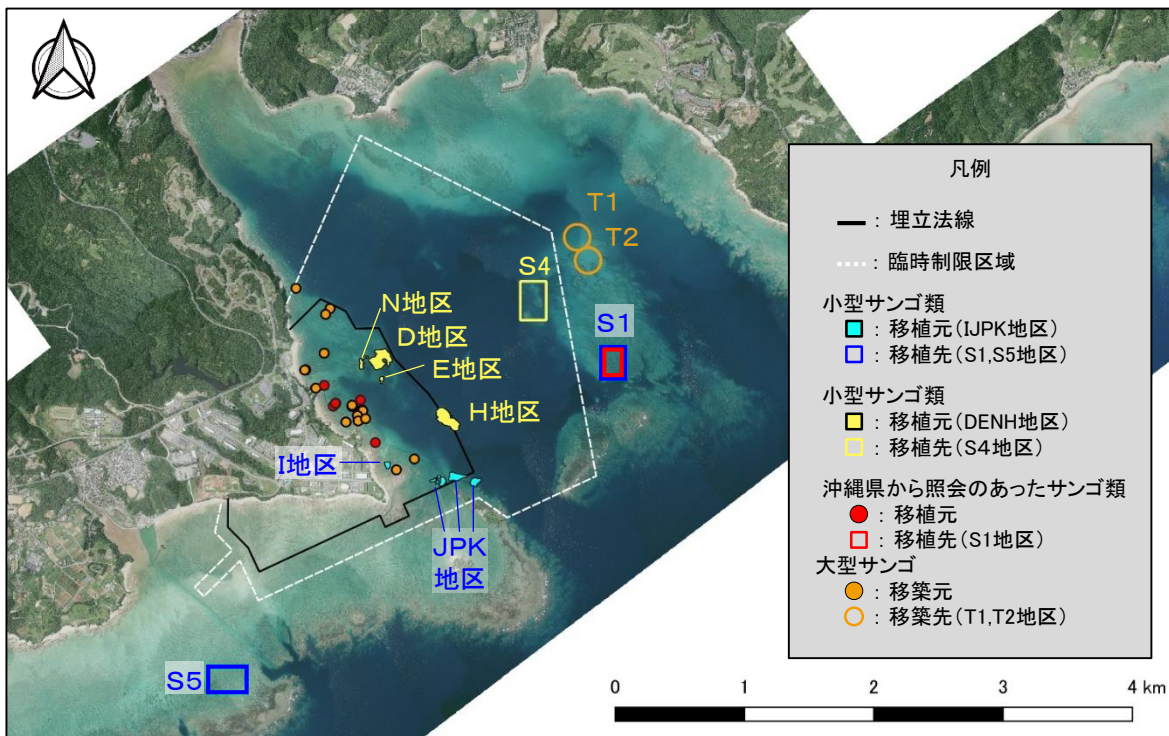 T1
T2
S4
S1
N地区
D地区
E地区
H地区
I地区
JPK
地区
S5
凡例
: 埋立法線
: 臨時制限区域
小型サンゴ類
: 移植元(IJPK地区)
: 移植先(S1,S5地区)
小型サンゴ類
: 移植元(DENH地区)
: 移植先(S4地区)
沖縄県から照会のあったサンゴ類
: 移植元
: 移植先(S1地区)
大型サンゴ
: 移築元
: 移築先(T1,T2地区)
0 1 2 3 4 km